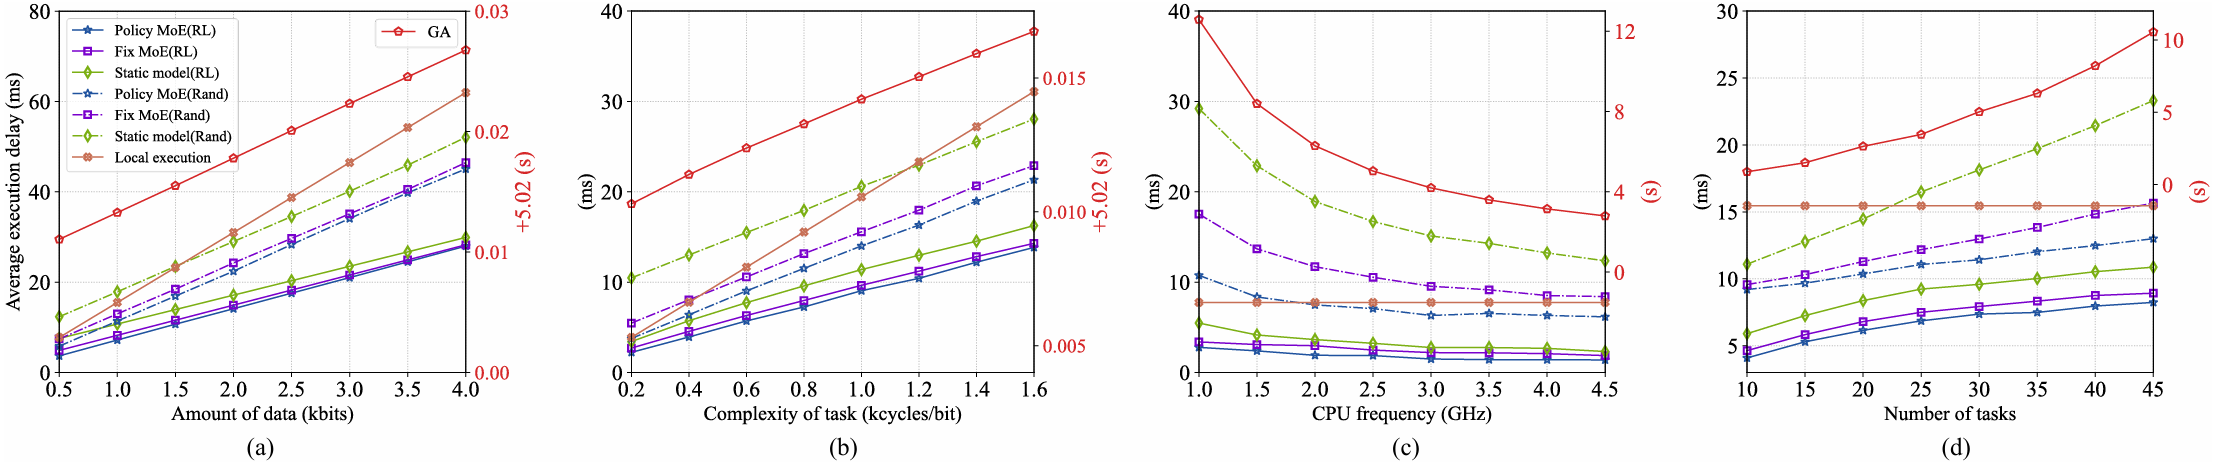 Average execution delay (ms)
80
60
40
20
0
Policy MoE(RL)
Fix MoE(RL)
Static model(RL)
Policy MoE(Rand)
Fix MoE(Rand)
Static model(Rand)
Local execution
GA
0.03
0.02
0.01
0.00
+5.02 (s)
0.5 1.0 1.5 2.0 2.5 3.0 3.5 4.0
Amount of data (kbits)
(a)
(ms)
40
30
20
10
0
0.015
0.010
0.005
+5.02 (s)
0.2 0.4 0.6 0.8 1.0 1.2 1.4 1.6
Complexity of task (kcycles/bit)
(b)
(ms)
40
30
20
10
0
12
8
4
0
(s)
1.0 1.5 2.0 2.5 3.0 3.5 4.0 4.5
CPU frequency (GHz)
(c)
(ms)
30
25
20
15
10
5
10
5
0
(s)
10 15 20 25 30 35 40 45
Number of tasks
(d)